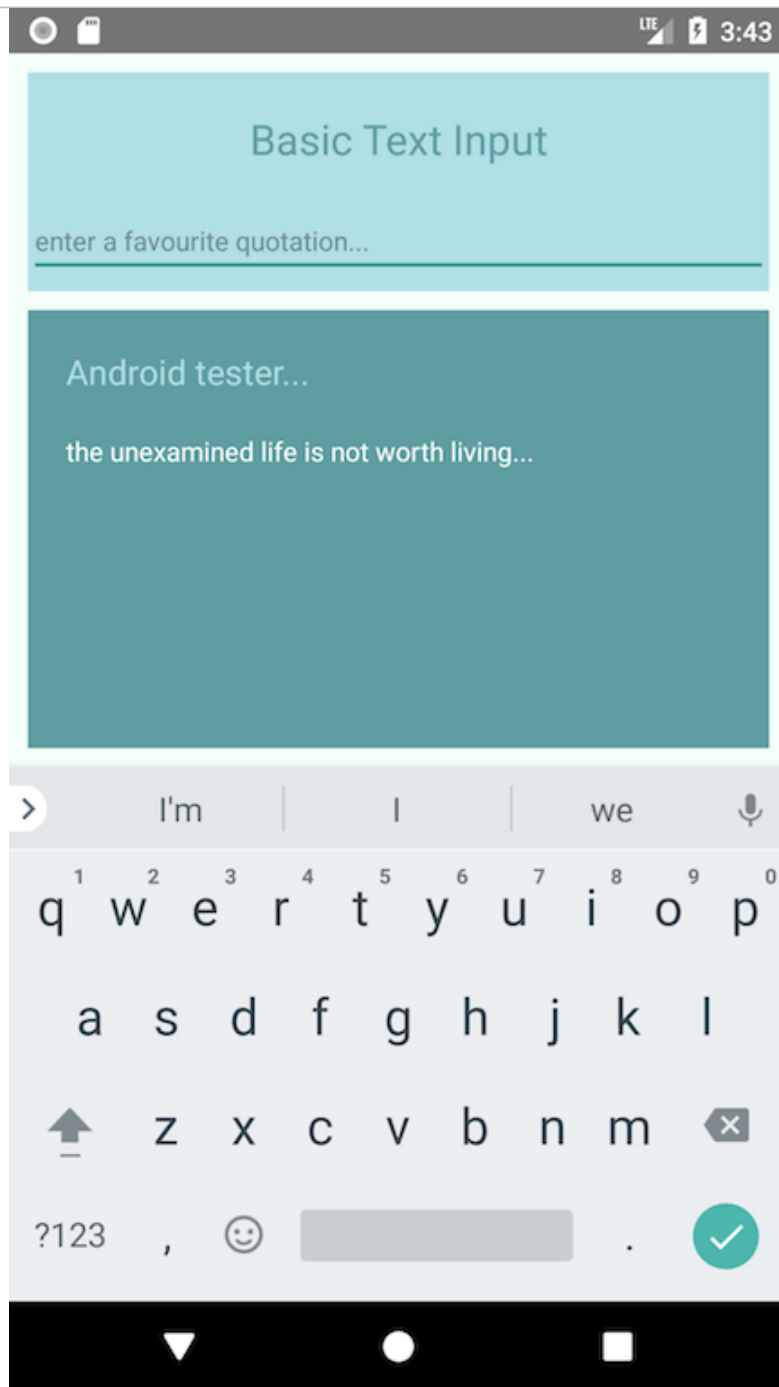 LTE 3:43
Basic Text Input
enter a favourite quotation...
Android tester...
the unexamined life is not worth living...
I'm I we
1 2 3 4 5 6 7 8 9 0
q w e r t y u i o p
a s d f g h j k l
z x c v b n m
?123 , .